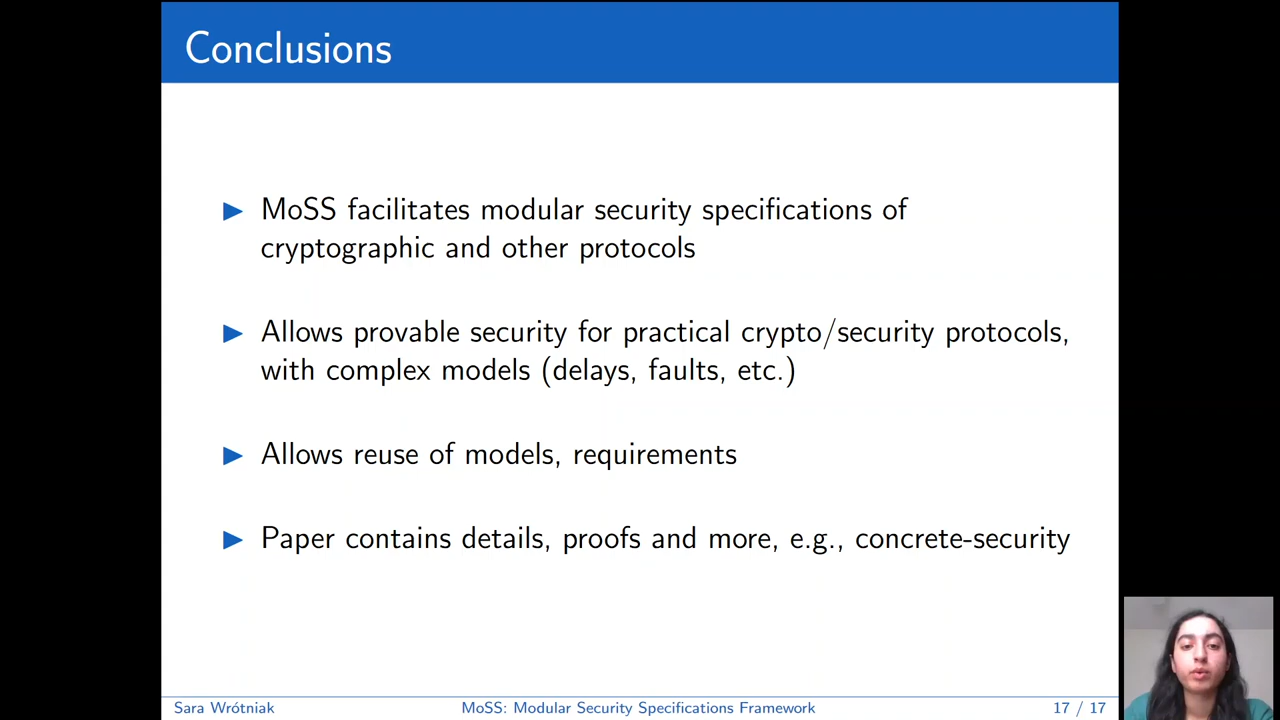 Conclusions
MoSS facilitates modular security specifications of
cryptographic and other protocols
Allows provable security for practical crypto/security protocols,
with complex models (delays, faults, etc.)
Allows reuse of models, requirements
Paper contains details, proofs and more, e.g., concrete-security
Sara Wrótniak
MoSS: Modular Security Specifications Framework
17 / 17